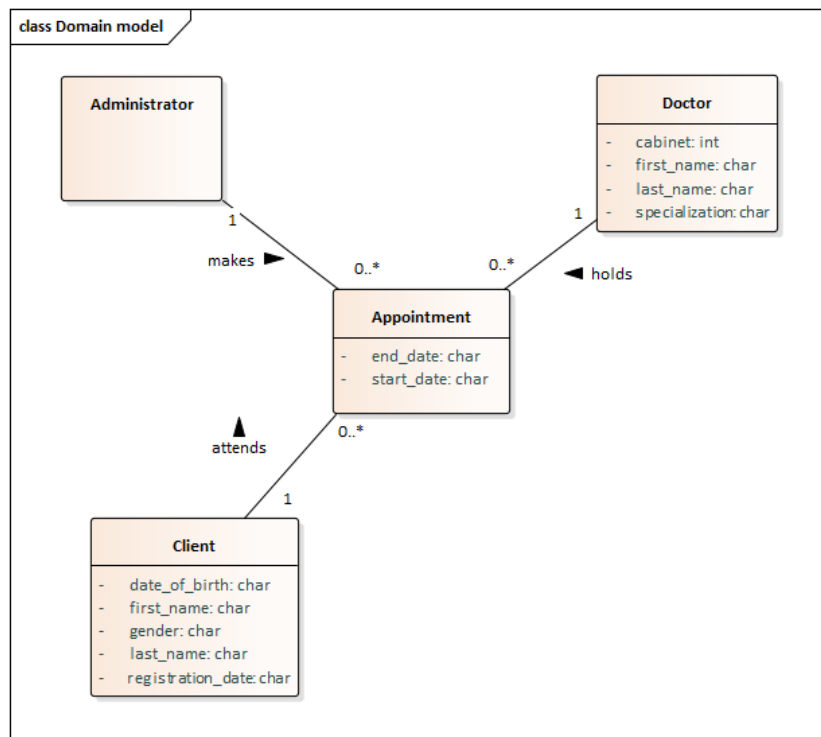 class Domain model
Administrator
Doctor
- cabinet: int
- first_name: char
- last_name: char
- specialization: char
1
makes
0..*
1
0..*
holds
Appointment
- end_date: char
- start_date: char
0..*
attends
1
Client
- date_of_birth: char
- first_name: char
- gender: char
- last_name: char
- registration_date: char